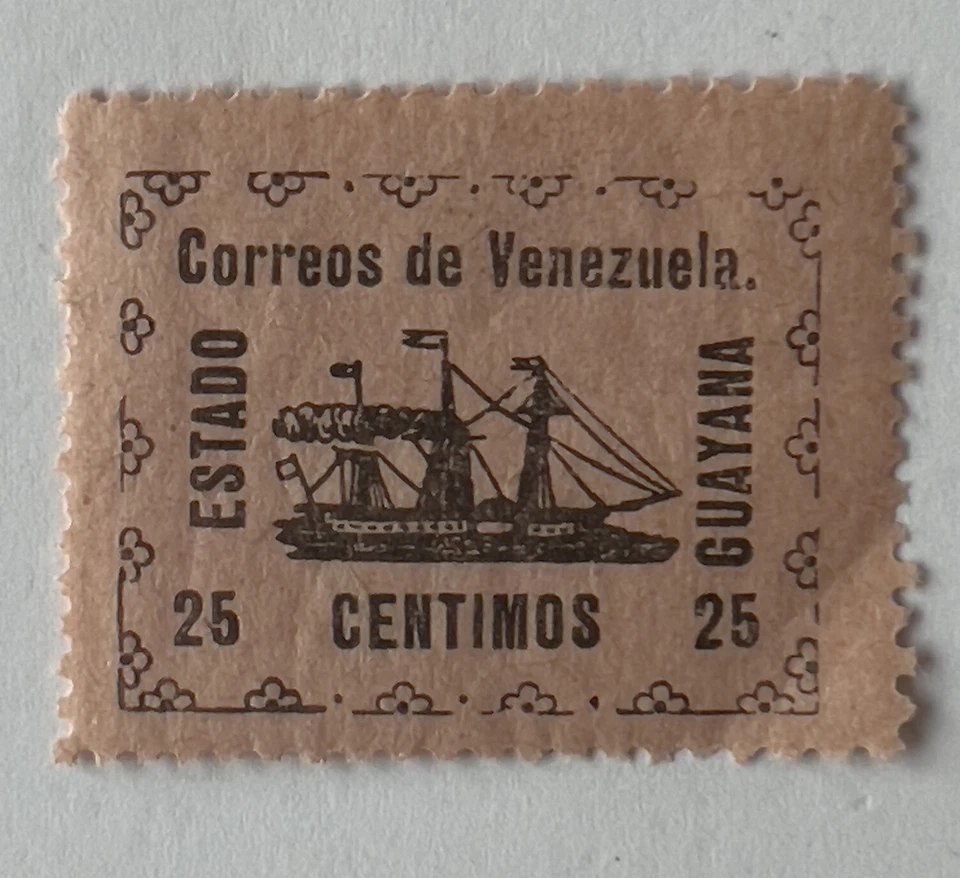 Correos de Venezuela.
ESTADO
GUAYANA
25 CENTIMOS 25